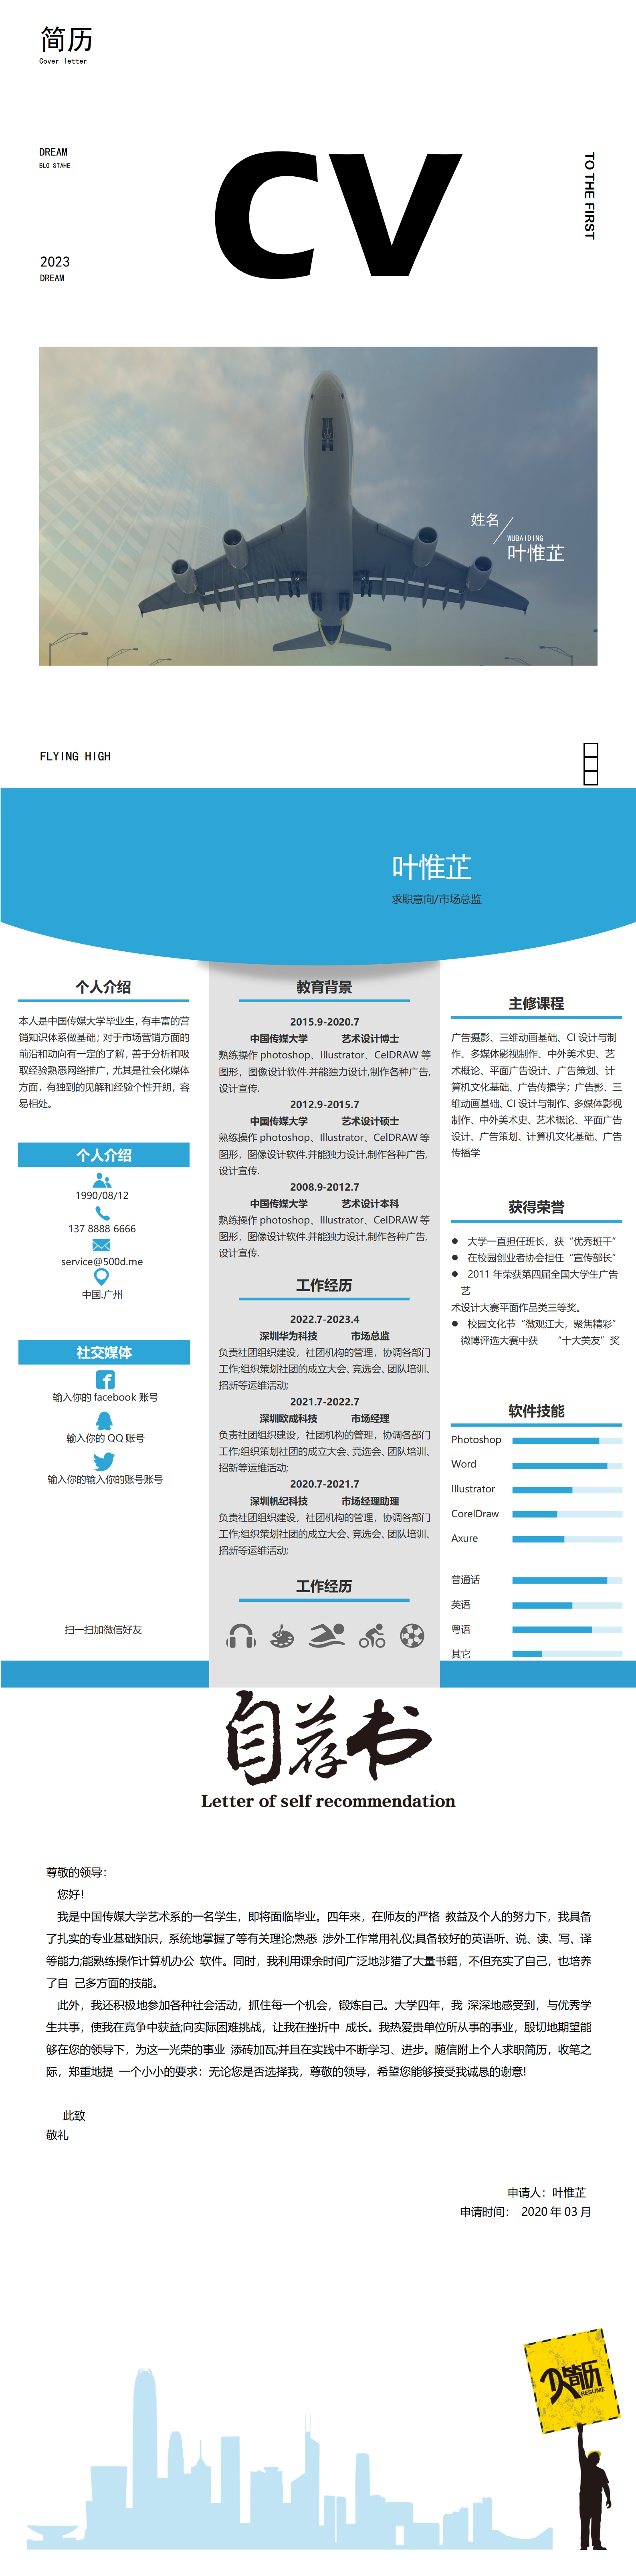 简历
Cover letter
DREAM
BLG STAHE
CV
TO THE FIRST
2023
DREAM
姓名
WUBAIDING
叶惟芷
FLYING HIGH
叶惟芷
求职意向/市场总监
个人介绍
本人是中国传媒大学毕业生，有丰富的营
销知识体系做基础；对于市场营销方面的
前沿和动向有一定的了解，善于分析和吸
取经验熟悉网络推广，尤其是社会化媒体
方面，有独到的见解和经验个性开朗，容
易相处。
个人介绍
1990/08/12
137 8888 6666
service@500d.me
中国.广州
社交媒体
输入你的 facebook 账号
输入你的 QQ 账号
输入你的输入你的账号账号
扫一扫加微信好友
教育背景
2015.9-2020.7
中国传媒大学 艺术设计博士
熟练操作 photoshop、Illustrator、CelDRAW 等
图形，图像设计软件.并能独力设计,制作各种广告,
设计宣传.
2012.9-2015.7
中国传媒大学 艺术设计硕士
熟练操作 photoshop、Illustrator、CelDRAW 等
图形，图像设计软件.并能独力设计,制作各种广告,
设计宣传.
2008.9-2012.7
中国传媒大学 艺术设计本科
熟练操作 photoshop、Illustrator、CelDRAW 等
图形，图像设计软件.并能独力设计,制作各种广告,
设计宣传.
工作经历
2022.7-2023.4
深圳华为科技 市场总监
负责社团组织建设，社团机构的管理，协调各部门
工作;组织策划社团的成立大会、竞选会、团队培训、
招新等运维活动;
2021.7-2022.7
深圳欧成科技 市场经理
负责社团组织建设，社团机构的管理，协调各部门
工作;组织策划社团的成立大会、竞选会、团队培训、
招新等运维活动;
2020.7-2021.7
深圳帆纪科技 市场经理助理
负责社团组织建设，社团机构的管理，协调各部门
工作;组织策划社团的成立大会、竞选会、团队培训、
招新等运维活动;
工作经历
主修课程
广告摄影、三维动画基础、CI 设计与制
作、多媒体影视制作、中外美术史、艺
术概论、平面广告设计、广告策划、计
算机文化基础、广告传播学；广告影、三
维动画基础、CI 设计与制作、多媒体影视
制作、中外美术史、艺术概论、平面广告
设计、广告策划、计算机文化基础、广告
传播学
获得荣誉
● 大学一直担任班长，获“优秀班干”
● 在校园创业者协会担任“宣传部长”
● 2011 年荣获第四届全国大学生广告
艺
术设计大赛平面作品类三等奖。
● 校园文化节“微观江大，聚焦精彩”
微博评选大赛中获 “十大美友”奖
软件技能
Photoshop
Word
Illustrator
CorelDraw
Axure
普通话
英语
粤语
其它
自荐书
Letter of self recommendation
尊敬的领导：
您好！
我是中国传媒大学艺术系的一名学生，即将面临毕业。四年来，在师友的严格 教益及个人的努力下，我具备
了扎实的专业基础知识，系统地掌握了等有关理论;熟悉 涉外工作常用礼仪;具备较好的英语听、说、读、写、译
等能力;能熟练操作计算机办公 软件。同时，我利用课余时间广泛地涉猎了大量书籍，不但充实了自己，也培养
了自 己多方面的技能。
此外，我还积极地参加各种社会活动，抓住每一个机会，锻炼自己。大学四年，我 深深地感受到，与优秀学
生共事，使我在竞争中获益;向实际困难挑战，让我在挫折中 成长。我热爱贵单位所从事的事业，殷切地期望能
够在您的领导下，为这一光荣的事业 添砖加瓦;并且在实践中不断学习、进步。随信附上个人求职简历，收笔之
际，郑重地提 一个小小的要求：无论您是否选择我，尊敬的领导，希望您能够接受我诚恳的谢意!
此致
敬礼
申请人：叶惟芷
申请时间： 2020 年 03 月
个人简历
RESUME